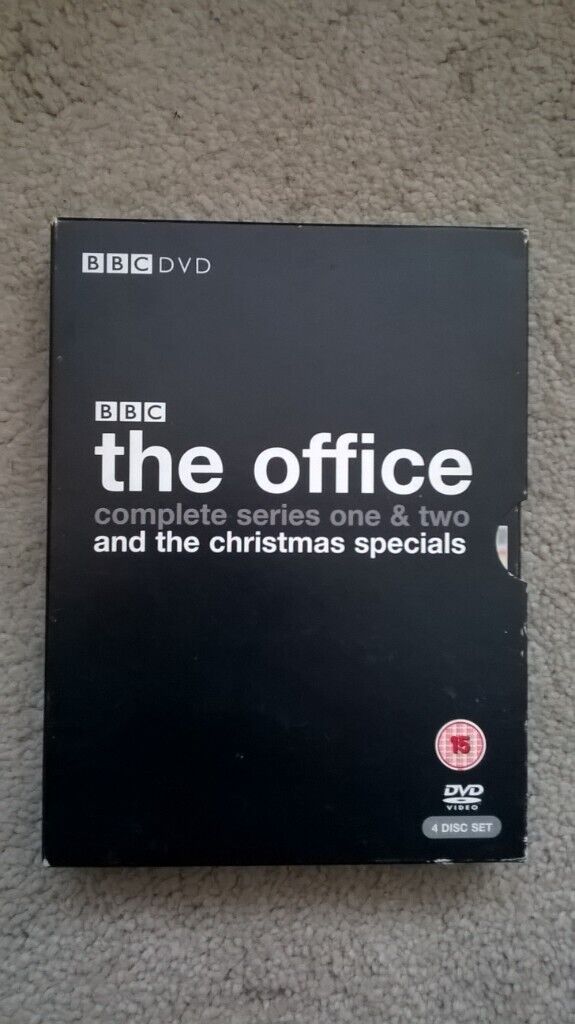 BBC DVD
BBC
the office
complete series one & two
and the christmas specials
15
DVD
VIDEO
4 DISC SET